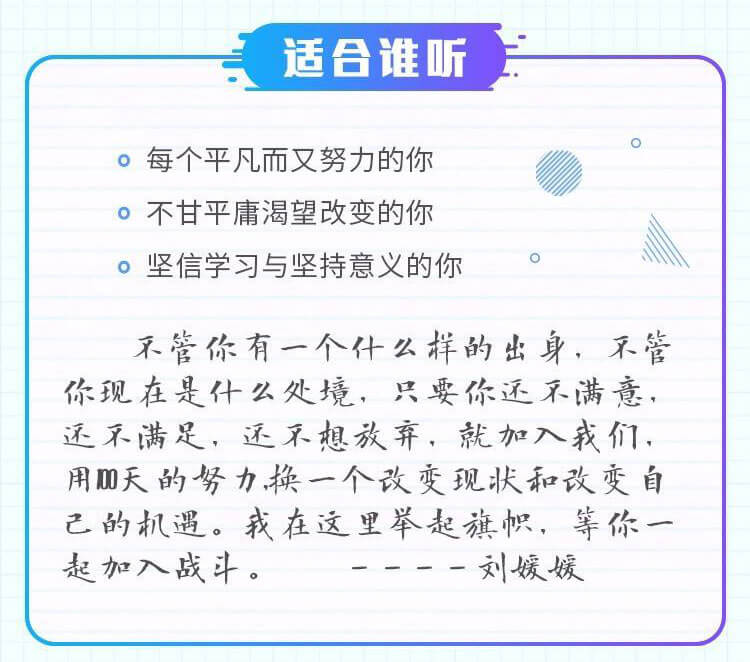 适合谁听
每个平凡而又努力的你
不甘平庸渴望改变的你
坚信学习与坚持意义的你
不管你有一个什么样的出身，不管
你现在是什么处境，只要你还不满意，
还不满足，还不想放弃，就加入我们，
用100天的努力,换一个改变现状和改变自
己的机遇。我在这里举起旗帜，等你一
起加入战斗。 ----刘媛媛